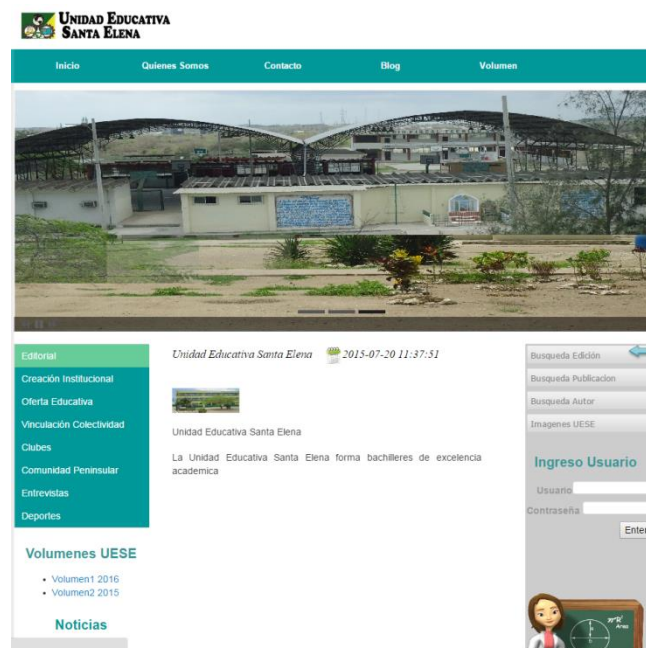 UNIDAD EDUCATIVA
SANTA ELENA
Inicio
Quienes Somos
Contacto
Blog
Volumen
Editorial
Creación Institucional
Oferta Educativa
Vinculación Colectividad
Clubes
Comunidad Peninsular
Entrevistas
Deportes
Volumenes UESE
Volumen1 2016
Volumen2 2015
Noticias
Unidad Educativa Santa Elena 2015-07-20 11:37:51
Unidad Educativa Santa Elena
La Unidad Educativa Santa Elena forma bachilleres de excelencia
academica
Busqueda Edición
Busqueda Publicacion
Busqueda Autor
Imagenes UESE
Ingreso Usuario
Usuario
Contraseña
Enter